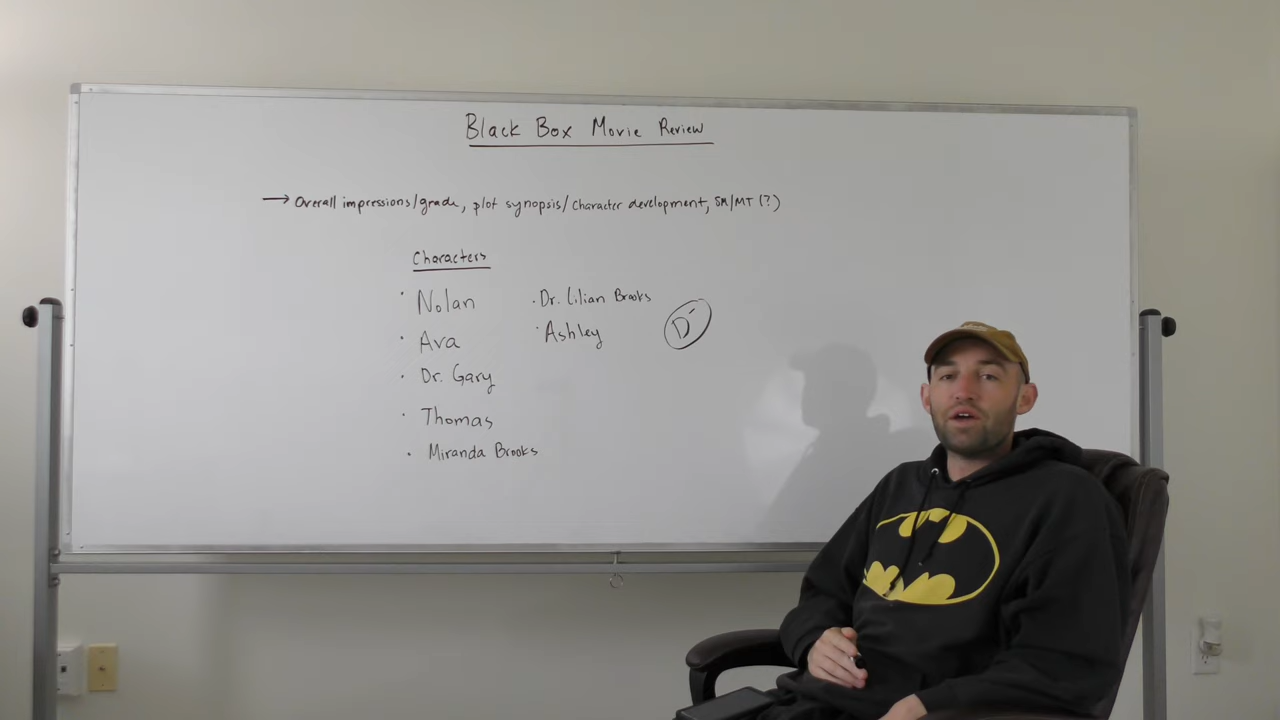 Black Box Movie Review
→ Overall impressions/grade, plot synopsis/character development, SM/MT (?)
Characters
· Nolan
· Ava
· Dr. Gary
· Thomas
· Miranda Brooks
· Dr. Lilian Brooks
· Ashley
D-